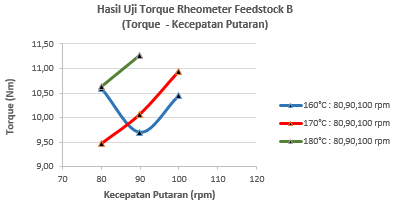 Hasil Uji Torque Rheometer Feedstock B
(Torque - Kecepatan Putaran)
11,50
11,00
10,50
10,00
9,50
9,00
Torque (Nm)
70
80
90
100
110
120
Kecepatan Putaran (rpm)
160°C : 80,90,100 rpm
170°C : 80,90,100 rpm
180°C : 80,90,100 rpm